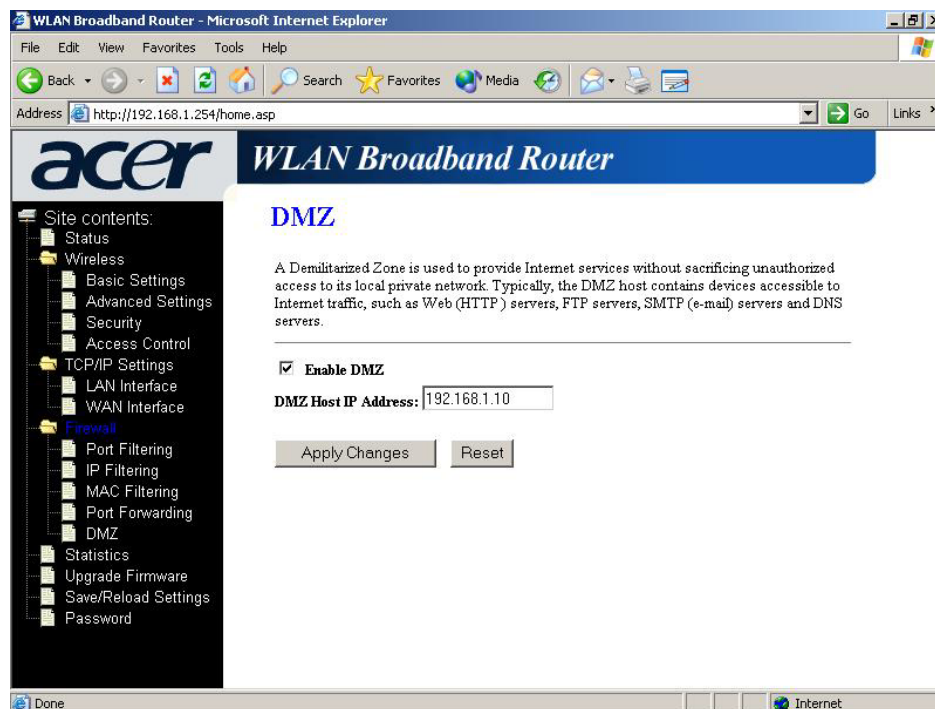 WLAN Broadband Router - Microsoft Internet Explorer
File Edit View Favorites Tools Help
Back Search Favorites Media
Address http://192.168.1.254/home.asp Go Links
acer WLAN Broadband Router
Site contents:
Status
Wireless
Basic Settings
Advanced Settings
Security
Access Control
TCP/IP Settings
LAN Interface
WAN Interface
Firewall
Port Filtering
IP Filtering
MAC Filtering
Port Forwarding
DMZ
Statistics
Upgrade Firmware
Save/Reload Settings
Password
DMZ
A Demilitarized Zone is used to provide Internet services without sacrificing unauthorized
access to its local private network. Typically, the DMZ host contains devices accessible to
Internet traffic, such as Web (HTTP ) servers, FTP servers, SMTP (e-mail) servers and DNS
servers.
Enable DMZ
DMZ Host IP Address: 192.168.1.10
Apply Changes Reset
Done Internet